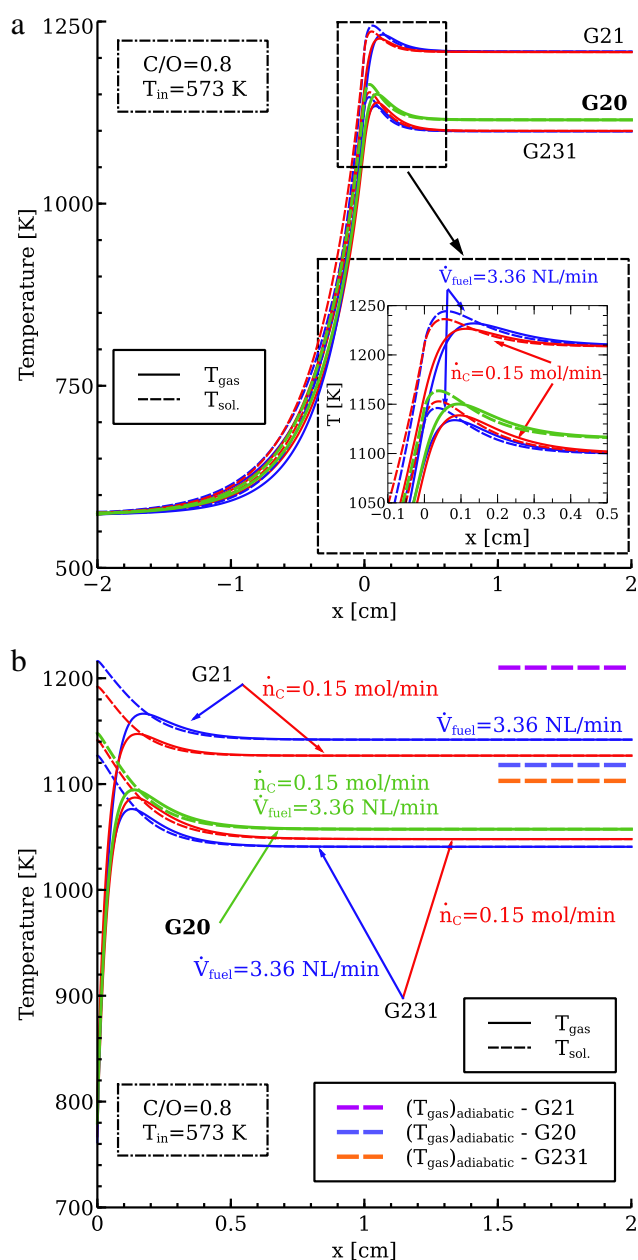 a
1250
1000
750
500
Temperature [K]
C/O=0.8
T_in=573 K
G21
G20
G231
T_gas
T_sol.
V̇_fuel=3.36 NL/min
ṅ_C=0.15 mol/min
1250
1200
1150
1100
1050
T [K]
−0.1 0 0.1 0.2 0.3 0.4 0.5
x [cm]
−2 −1 0 1 2
x [cm]
b
1200
1100
1000
900
800
700
Temperature [K]
G21
ṅ_C=0.15 mol/min
V̇_fuel=3.36 NL/min
ṅ_C=0.15 mol/min
V̇_fuel=3.36 NL/min
G20
ṅ_C=0.15 mol/min
V̇_fuel=3.36 NL/min
G231
T_gas
T_sol.
C/O=0.8
T_in=573 K
(T_gas)_adiabatic - G21
(T_gas)_adiabatic - G20
(T_gas)_adiabatic - G231
0 0.5 1 1.5 2
x [cm]